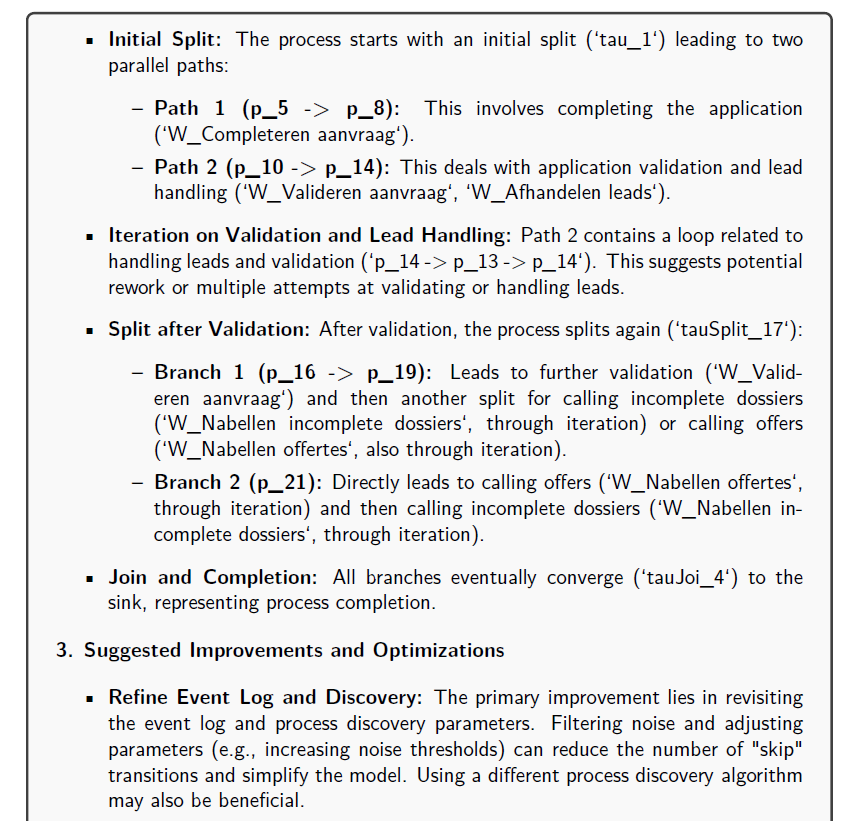 ▪ Initial Split: The process starts with an initial split (‘tau_1‘) leading to two
parallel paths:
– Path 1 (p_5 -> p_8): This involves completing the application
(‘W_Completeren aanvraag‘).
– Path 2 (p_10 -> p_14): This deals with application validation and lead
handling (‘W_Valideren aanvraag‘, ‘W_Afhandelen leads‘).
▪ Iteration on Validation and Lead Handling: Path 2 contains a loop related to
handling leads and validation (‘p_14 -> p_13 -> p_14‘). This suggests potential
rework or multiple attempts at validating or handling leads.
▪ Split after Validation: After validation, the process splits again (‘tauSplit_17‘):
– Branch 1 (p_16 -> p_19): Leads to further validation (‘W_Valid-
eren aanvraag‘) and then another split for calling incomplete dossiers
(‘W_Nabellen incomplete dossiers‘, through iteration) or calling offers
(‘W_Nabellen offertes‘, also through iteration).
– Branch 2 (p_21): Directly leads to calling offers (‘W_Nabellen offertes‘,
through iteration) and then calling incomplete dossiers (‘W_Nabellen in-
complete dossiers‘, through iteration).
▪ Join and Completion: All branches eventually converge (‘tauJoi_4‘) to the
sink, representing process completion.
3. Suggested Improvements and Optimizations
▪ Refine Event Log and Discovery: The primary improvement lies in revisiting
the event log and process discovery parameters. Filtering noise and adjusting
parameters (e.g., increasing noise thresholds) can reduce the number of "skip"
transitions and simplify the model. Using a different process discovery algorithm
may also be beneficial.